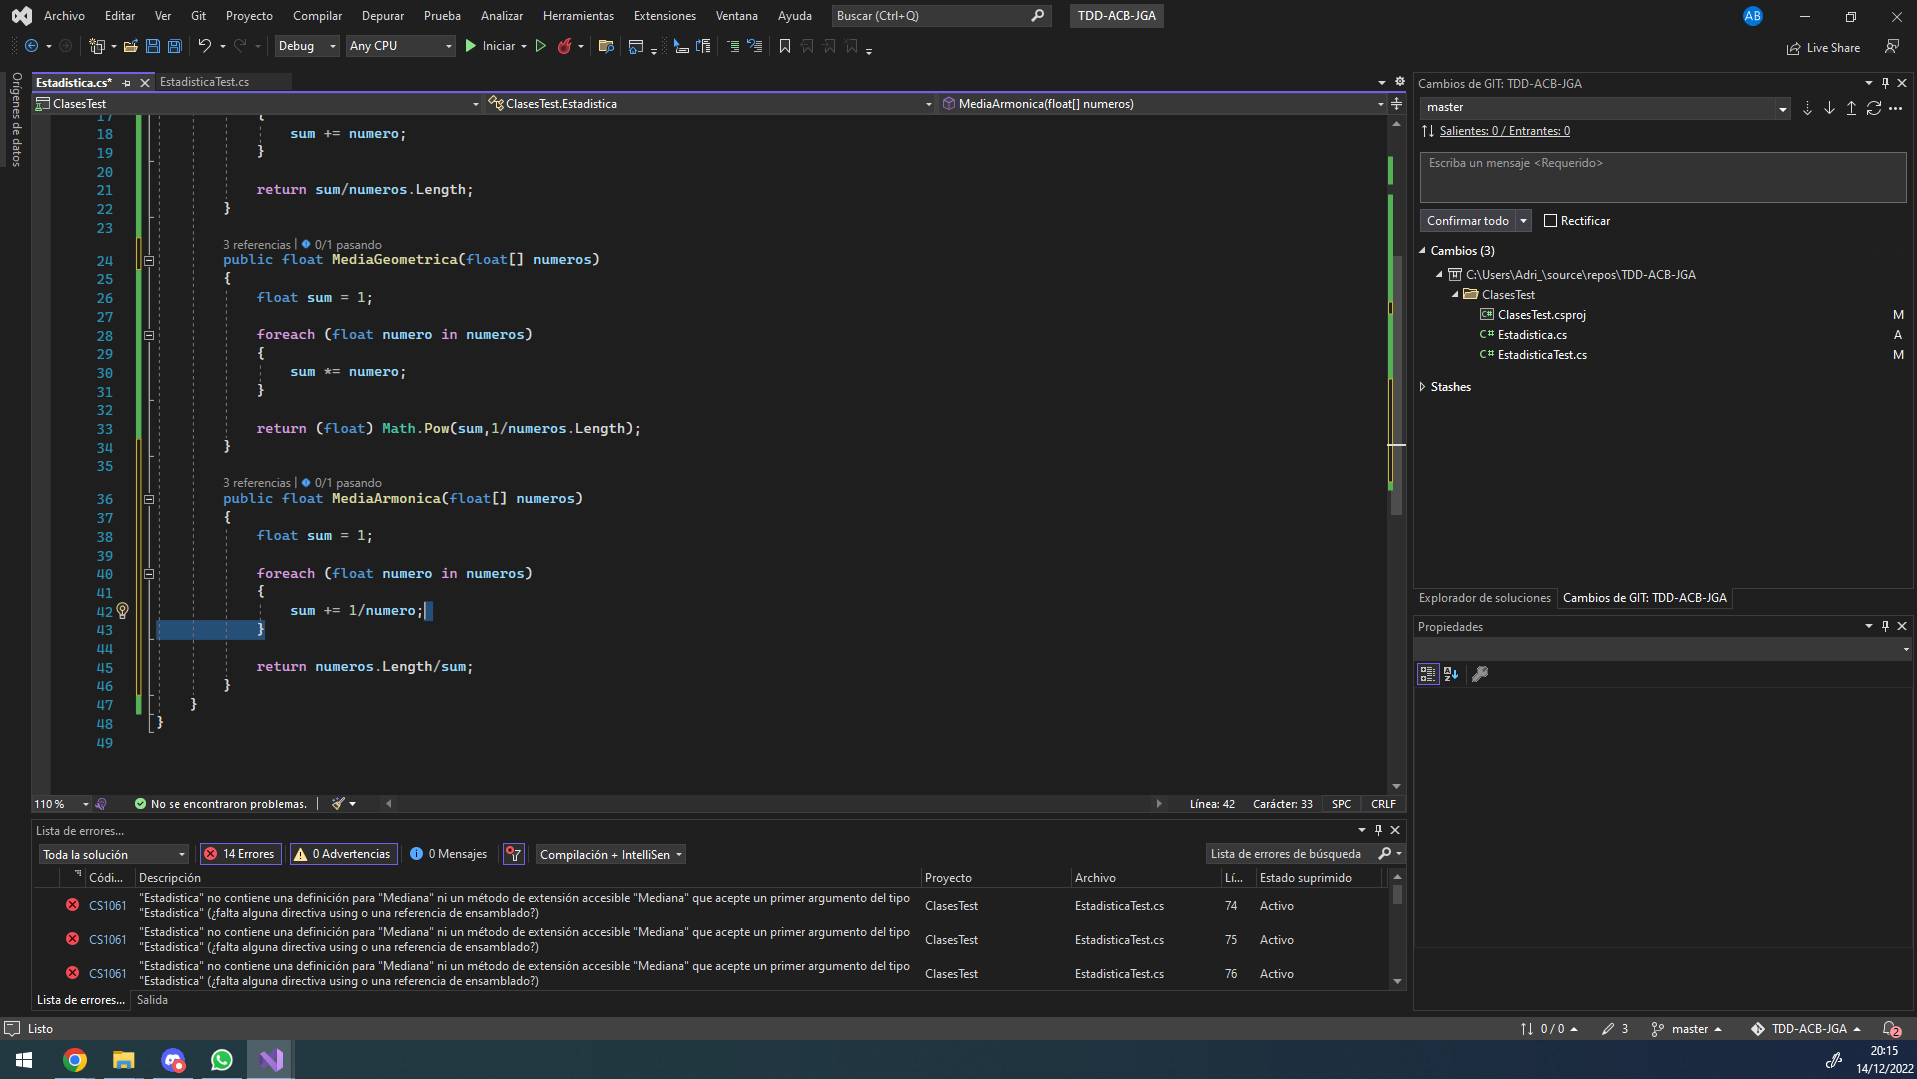 Archivo Editar Ver Git Proyecto Compilar Depurar Prueba Analizar Herramientas Extensiones Ventana Ayuda Buscar (Ctrl+Q) TDD-ACB-JGA AB
Debug Any CPU Iniciar Live Share
Orígenes de datos
Estadistica.cs* EstadisticaTest.cs
ClasesTest ClasesTest.Estadistica MediaArmonica(float[] numeros)
17 {
18 sum += numero;
19 }
20
21 return sum/numeros.Length;
22 }
23
3 referencias | 0/1 pasando
24 public float MediaGeometrica(float[] numeros)
25 {
26 float sum = 1;
27
28 foreach (float numero in numeros)
29 {
30 sum *= numero;
31 }
32
33 return (float) Math.Pow(sum,1/numeros.Length);
34 }
35
3 referencias | 0/1 pasando
36 public float MediaArmonica(float[] numeros)
37 {
38 float sum = 1;
39
40 foreach (float numero in numeros)
41 {
42 sum += 1/numero;
43 }
44
45 return numeros.Length/sum;
46 }
47 }
48 }
49
110 % No se encontraron problemas. Línea: 42 Carácter: 33 SPC CRLF
Lista de errores...
Toda la solución 14 Errores 0 Advertencias 0 Mensajes Compilación + IntelliSen Lista de errores de búsqueda
Códi... Descripción Proyecto Archivo Lí... Estado suprimido
CS1061 "Estadistica" no contiene una definición para "Mediana" ni un método de extensión accesible "Mediana" que acepte un primer argumento del tipo
"Estadistica" (¿falta alguna directiva using o una referencia de ensamblado?) ClasesTest EstadisticaTest.cs 74 Activo
CS1061 "Estadistica" no contiene una definición para "Mediana" ni un método de extensión accesible "Mediana" que acepte un primer argumento del tipo
"Estadistica" (¿falta alguna directiva using o una referencia de ensamblado?) ClasesTest EstadisticaTest.cs 75 Activo
CS1061 "Estadistica" no contiene una definición para "Mediana" ni un método de extensión accesible "Mediana" que acepte un primer argumento del tipo
"Estadistica" (¿falta alguna directiva using o una referencia de ensamblado?) ClasesTest EstadisticaTest.cs 76 Activo
Lista de errores... Salida
Cambios de GIT: TDD-ACB-JGA
master
Salientes: 0 / Entrantes: 0
Escriba un mensaje <Requerido>
Confirmar todo Rectificar
Cambios (3)
C:\Users\Adri_\source\repos\TDD-ACB-JGA
ClasesTest
ClasesTest.csproj M
C# Estadistica.cs A
C# EstadisticaTest.cs M
Stashes
Explorador de soluciones Cambios de GIT: TDD-ACB-JGA
Propiedades
Listo 0 / 0 3 master TDD-ACB-JGA 2
20:15
14/12/2022